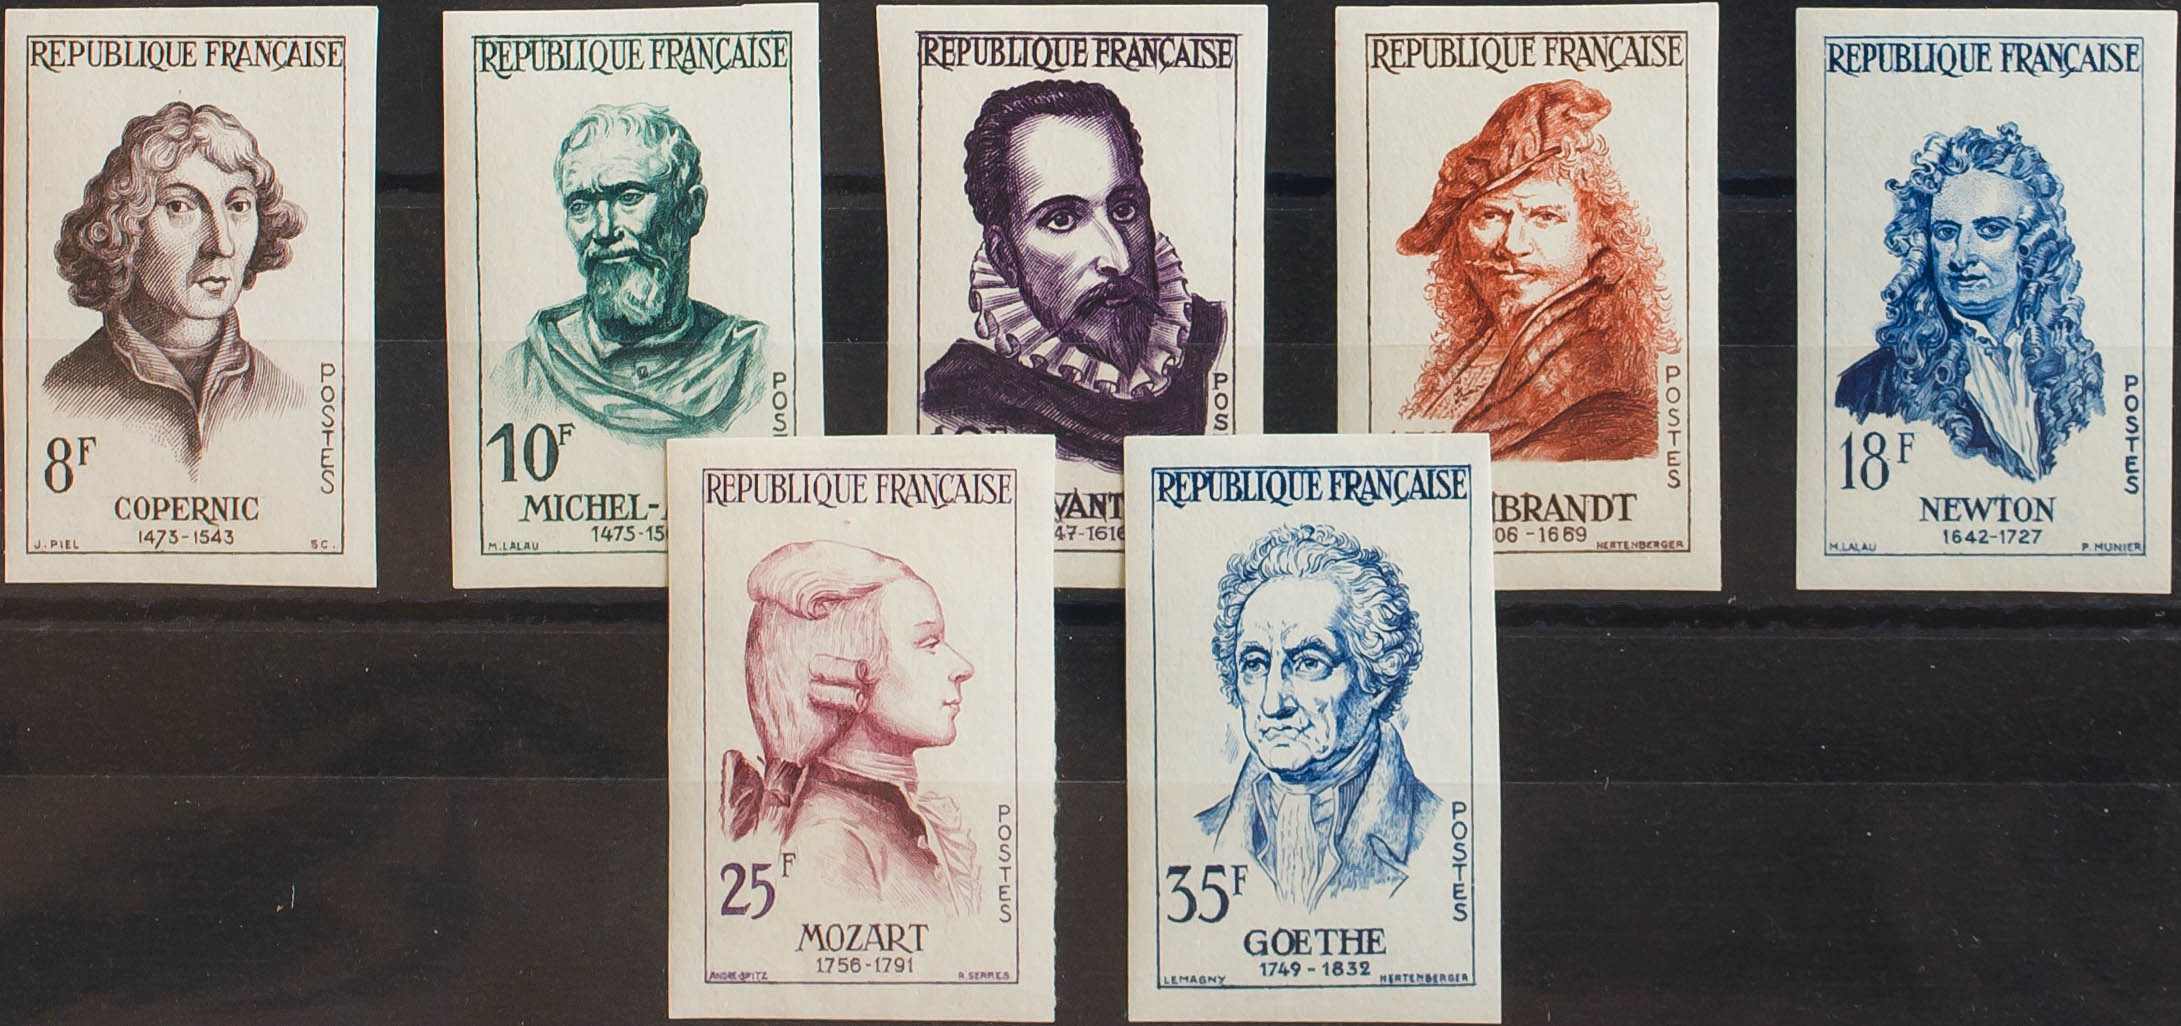 REPUBLIQUE FRANÇAISE
POSTES
8F
COPERNIC
1473-1543
J. PIEL
SC.
REPUBLIQUE FRANÇAISE
POS
10F
MICHEL-
1475-15
M. LALAU
REPUBLIQUE FRANÇAISE
POS
VANT
47-1616
REPUBLIQUE FRANÇAISE
POSTES
BRANDT
06-1669
HERTENBERGER
REPUBLIQUE FRANÇAISE
POSTES
18F
NEWTON
1642-1727
M. LALAU
P. MUNIER
REPUBLIQUE FRANÇAISE
POSTES
25F
MOZART
1756-1791
ANDRE-SPITZ
R. SERRES
REPUBLIQUE FRANÇAISE
POSTES
35F
GOETHE
1749-1832
LEMAGNY
HERTENBERGER